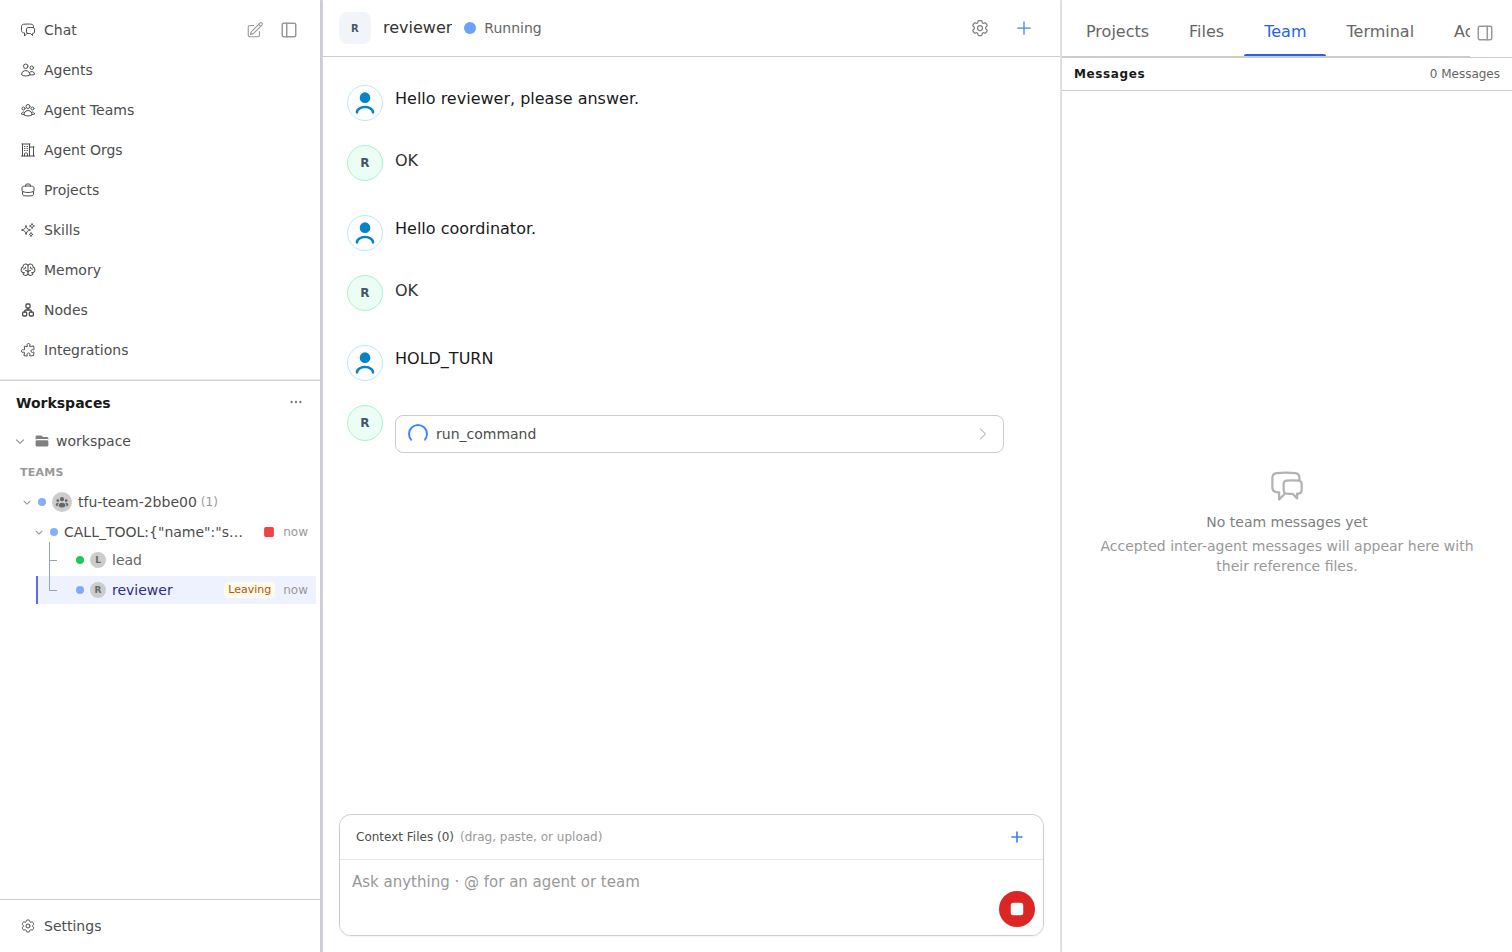 Chat
Agents
Agent Teams
Agent Orgs
Projects
Skills
Memory
Nodes
Integrations
Workspaces
workspace
TEAMS
tfu-team-2bbe00 (1)
CALL_TOOL:{"name":"s... now
L lead
R reviewer Leaving now
Settings
R reviewer Running
Hello reviewer, please answer.
R OK
Hello coordinator.
R OK
HOLD_TURN
R run_command
Context Files (0) (drag, paste, or upload)
Ask anything · @ for an agent or team
Projects Files Team Terminal Ac
Messages 0 Messages
No team messages yet
Accepted inter-agent messages will appear here with
their reference files.